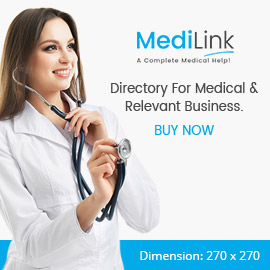 MediLink
A Complete Medical Help!
Directory For Medical &
Relevant Business.
BUY NOW
Dimension: 270 x 270